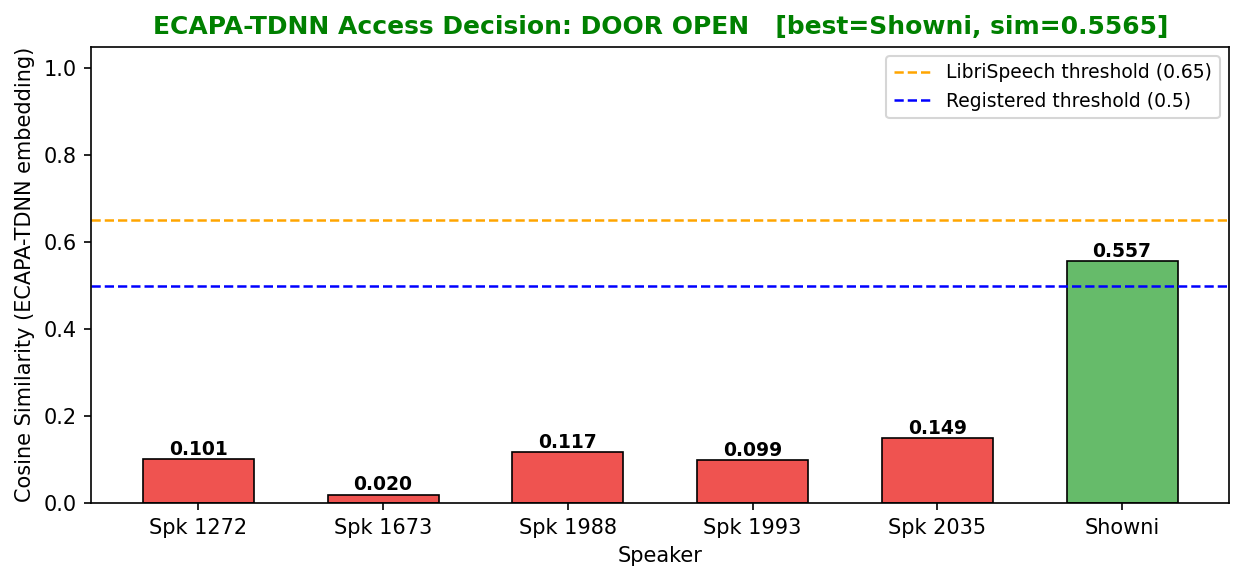 ECAPA-TDNN Access Decision: DOOR OPEN   [best=Showni, sim=0.5565]
Cosine Similarity (ECAPA-TDNN embedding)
1.0
0.8
0.6
0.4
0.2
0.0
LibriSpeech threshold (0.65)
Registered threshold (0.5)
0.101
0.020
0.117
0.099
0.149
0.557
Spk 1272
Spk 1673
Spk 1988
Spk 1993
Spk 2035
Showni
Speaker